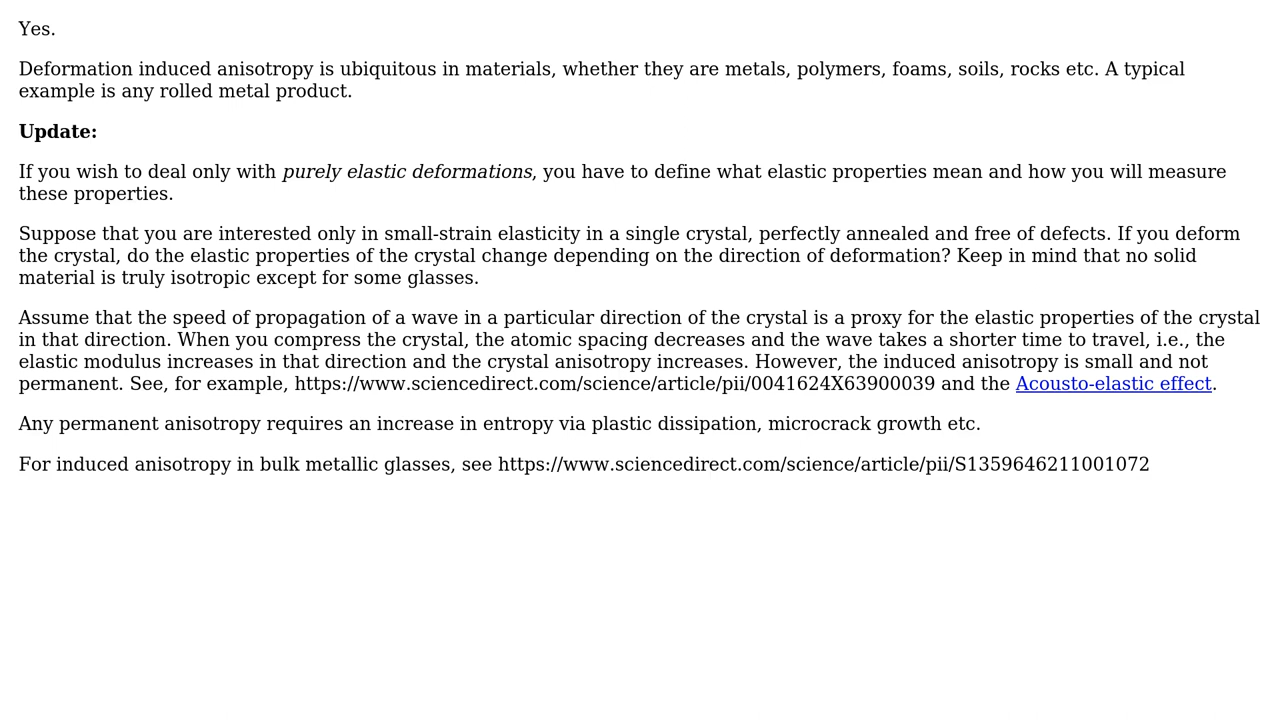 Yes.
Deformation induced anisotropy is ubiquitous in materials, whether they are metals, polymers, foams, soils, rocks etc. A typical
example is any rolled metal product.
Update:
If you wish to deal only with purely elastic deformations, you have to define what elastic properties mean and how you will measure
these properties.
Suppose that you are interested only in small-strain elasticity in a single crystal, perfectly annealed and free of defects. If you deform
the crystal, do the elastic properties of the crystal change depending on the direction of deformation? Keep in mind that no solid
material is truly isotropic except for some glasses.
Assume that the speed of propagation of a wave in a particular direction of the crystal is a proxy for the elastic properties of the crystal
in that direction. When you compress the crystal, the atomic spacing decreases and the wave takes a shorter time to travel, i.e., the
elastic modulus increases in that direction and the crystal anisotropy increases. However, the induced anisotropy is small and not
permanent. See, for example, https://www.sciencedirect.com/science/article/pii/0041624X63900039 and the Acousto-elastic effect.
Any permanent anisotropy requires an increase in entropy via plastic dissipation, microcrack growth etc.
For induced anisotropy in bulk metallic glasses, see https://www.sciencedirect.com/science/article/pii/S1359646211001072